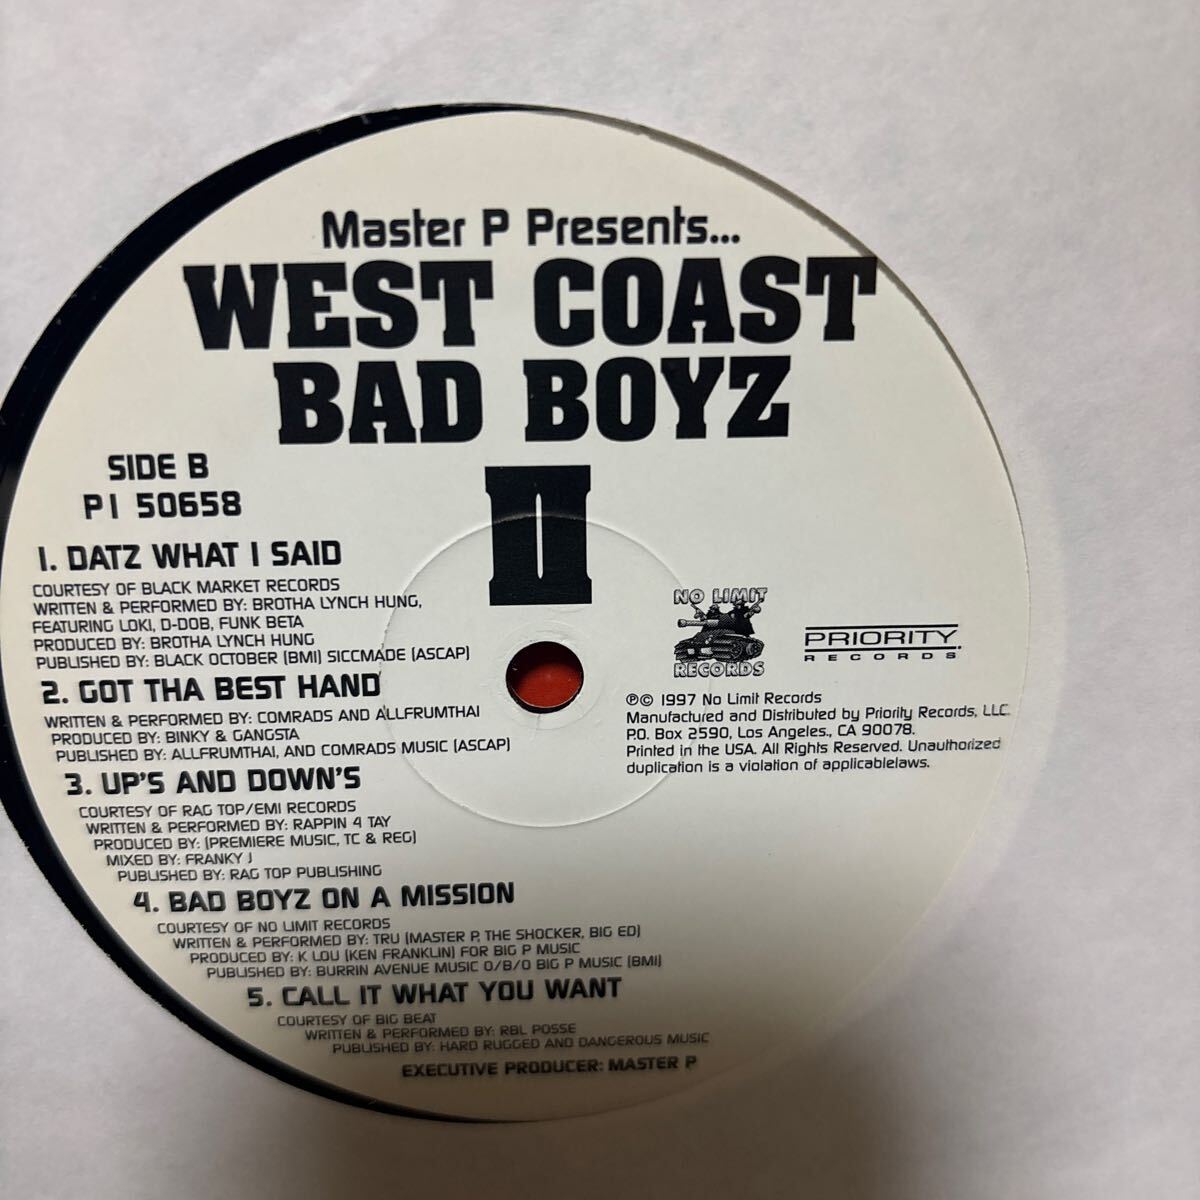 Master P Presents...
WEST COAST
BAD BOYZ
II
SIDE B
P1 50658
1. DATZ WHAT I SAID
COURTESY OF BLACK MARKET RECORDS
WRITTEN & PERFORMED BY: BROTHA LYNCH HUNG,
FEATURING LOKI, D-DOB, FUNK BETA
PRODUCED BY: BROTHA LYNCH HUNG
PUBLISHED BY: BLACK OCTOBER (BMI) SICCMADE (ASCAP)
2. GOT THA BEST HAND
WRITTEN & PERFORMED BY: COMRADS AND ALLFRUMTHAI
PRODUCED BY: BINKY & GANGSTA
PUBLISHED BY: ALLFRUMTHAI, AND COMRADS MUSIC (ASCAP)
3. UP'S AND DOWN'S
COURTESY OF RAG TOP/EMI RECORDS
WRITTEN & PERFORMED BY: RAPPIN 4 TAY
PRODUCED BY: (PREMIERE MUSIC, TC & REG)
MIXED BY: FRANKY J
PUBLISHED BY: RAG TOP PUBLISHING
4. BAD BOYZ ON A MISSION
COURTESY OF NO LIMIT RECORDS
WRITTEN & PERFORMED BY: TRU (MASTER P, THE SHOCKER, BIG ED)
PRODUCED BY: K LOU (KEN FRANKLIN) FOR BIG P MUSIC
PUBLISHED BY: BURRIN AVENUE MUSIC O/B/O BIG P MUSIC (BMI)
5. CALL IT WHAT YOU WANT
COURTESY OF BIG BEAT
WRITTEN & PERFORMED BY: RBL POSSE
PUBLISHED BY: HARD RUGGED AND DANGEROUS MUSIC
EXECUTIVE PRODUCER: MASTER P
NO LIMIT
RECORDS
PRIORITY
RECORDS
℗© 1997 No Limit Records
Manufactured and Distributed by Priority Records, LLC.
P.O. Box 2590, Los Angeles., CA 90078.
Printed in the USA. All Rights Reserved. Unauthorized
duplication is a violation of applicablelaws.